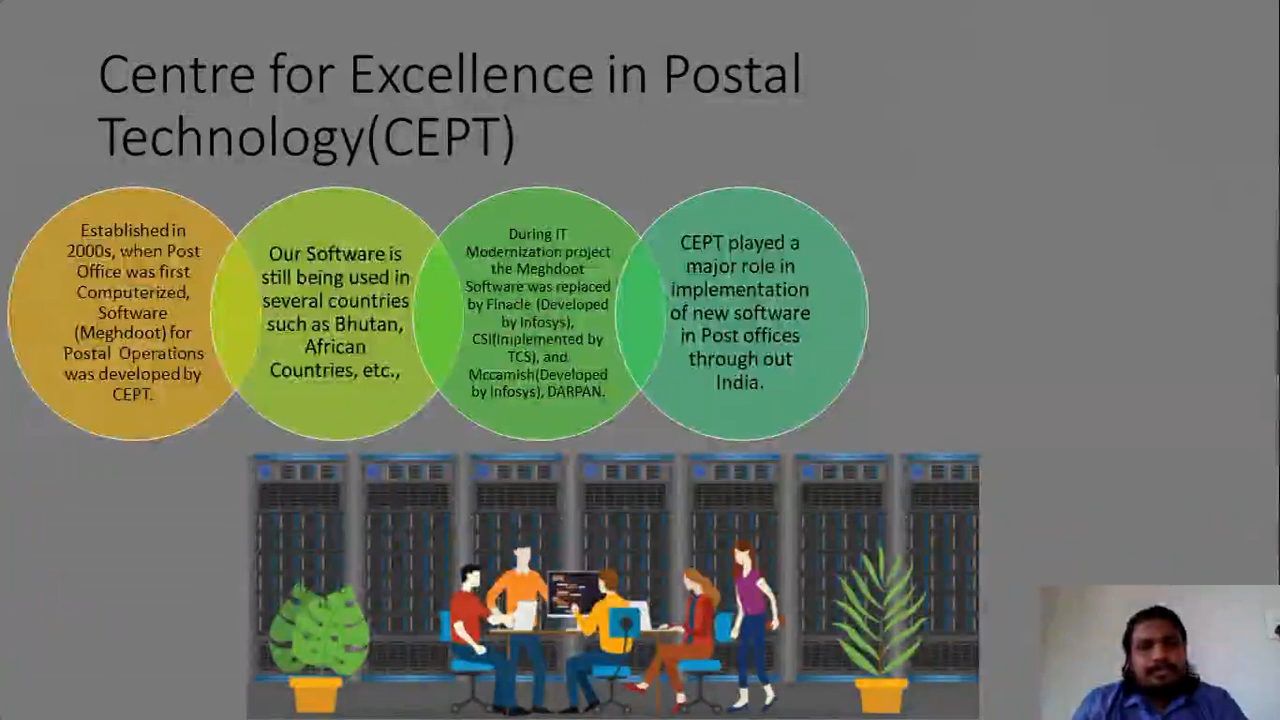 Centre for Excellence in Postal
Technology(CEPT)
Established in
2000s, when Post
Office was first
Computerized,
Software
(Meghdoot) for
Postal Operations
was developed by
CEPT.
Our Software is
still being used in
several countries
such as Bhutan,
African
Countries, etc.,
During IT
Modernization project
the Meghdoot
Software was replaced
by Finacle (Developed
by Infosys),
CSI(Implemented by
TCS), and
Mccamish(Developed
by Infosys), DARPAN.
CEPT played a
major role in
implementation
of new software
in Post offices
through out
India.